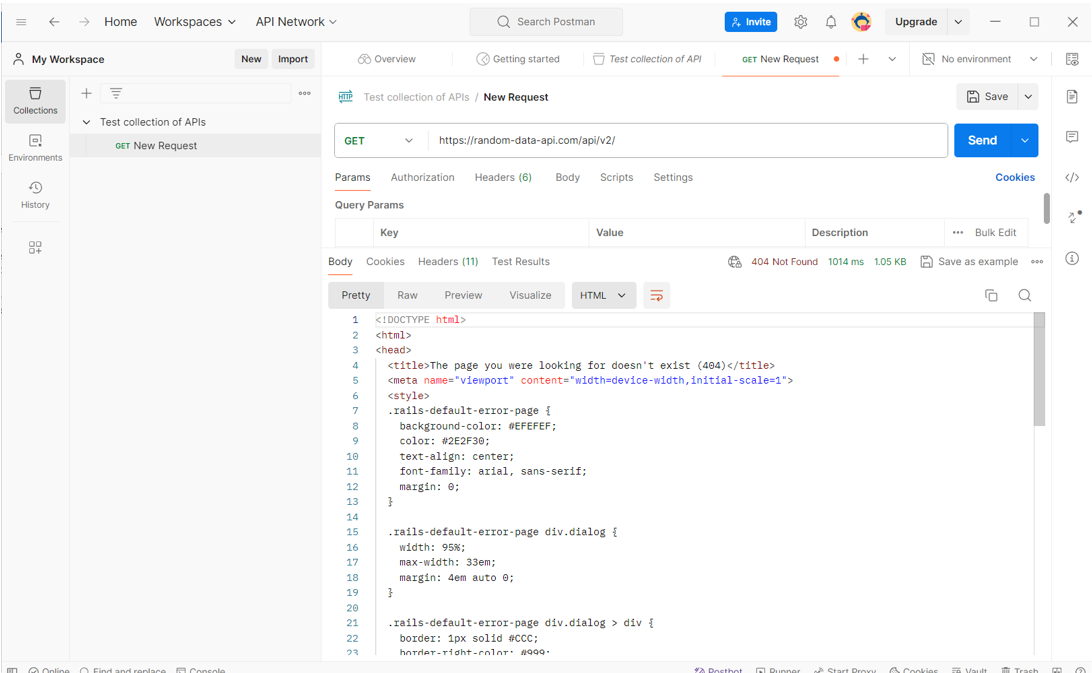 Home Workspaces API Network Search Postman Invite Upgrade
My Workspace New Import Overview Getting started Test collection of API GET New Request No environment
Collections
Environments
History
Test collection of APIs
GET New Request
HTTP Test collection of APIs / New Request Save
GET https://random-data-api.com/api/v2/ Send
Params Authorization Headers (6) Body Scripts Settings Cookies
Query Params
Key Value Description Bulk Edit
Body Cookies Headers (11) Test Results 404 Not Found 1014 ms 1.05 KB Save as example
Pretty Raw Preview Visualize HTML
1 <!DOCTYPE html>
2 <html>
3 <head>
4 <title>The page you were looking for doesn't exist (404)</title>
5 <meta name="viewport" content="width=device-width,initial-scale=1">
6 <style>
7 .rails-default-error-page {
8 background-color: #EFEFEF;
9 color: #2E2F30;
10 text-align: center;
11 font-family: arial, sans-serif;
12 margin: 0;
13 }
14
15 .rails-default-error-page div.dialog {
16 width: 95%;
17 max-width: 33em;
18 margin: 4em auto 0;
19 }
20
21 .rails-default-error-page div.dialog > div {
22 border: 1px solid #CCC;
23 border-right-color: #999;
Online Find and replace Console Postbot Runner Start Proxy Cookies Vault Trash